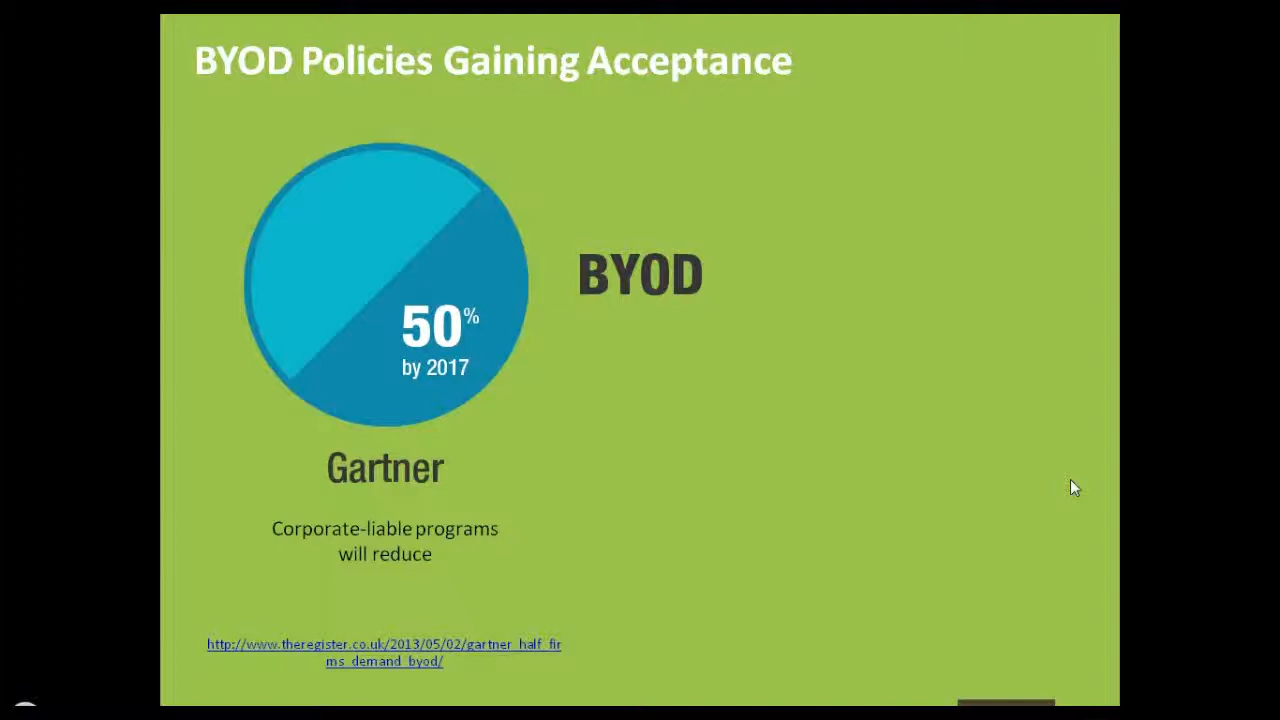 BYOD Policies Gaining Acceptance
BYOD
50%
by 2017
Gartner
Corporate-liable programs
will reduce
http://www.theregister.co.uk/2013/05/02/gartner_half_fir
ms_demand_byod/